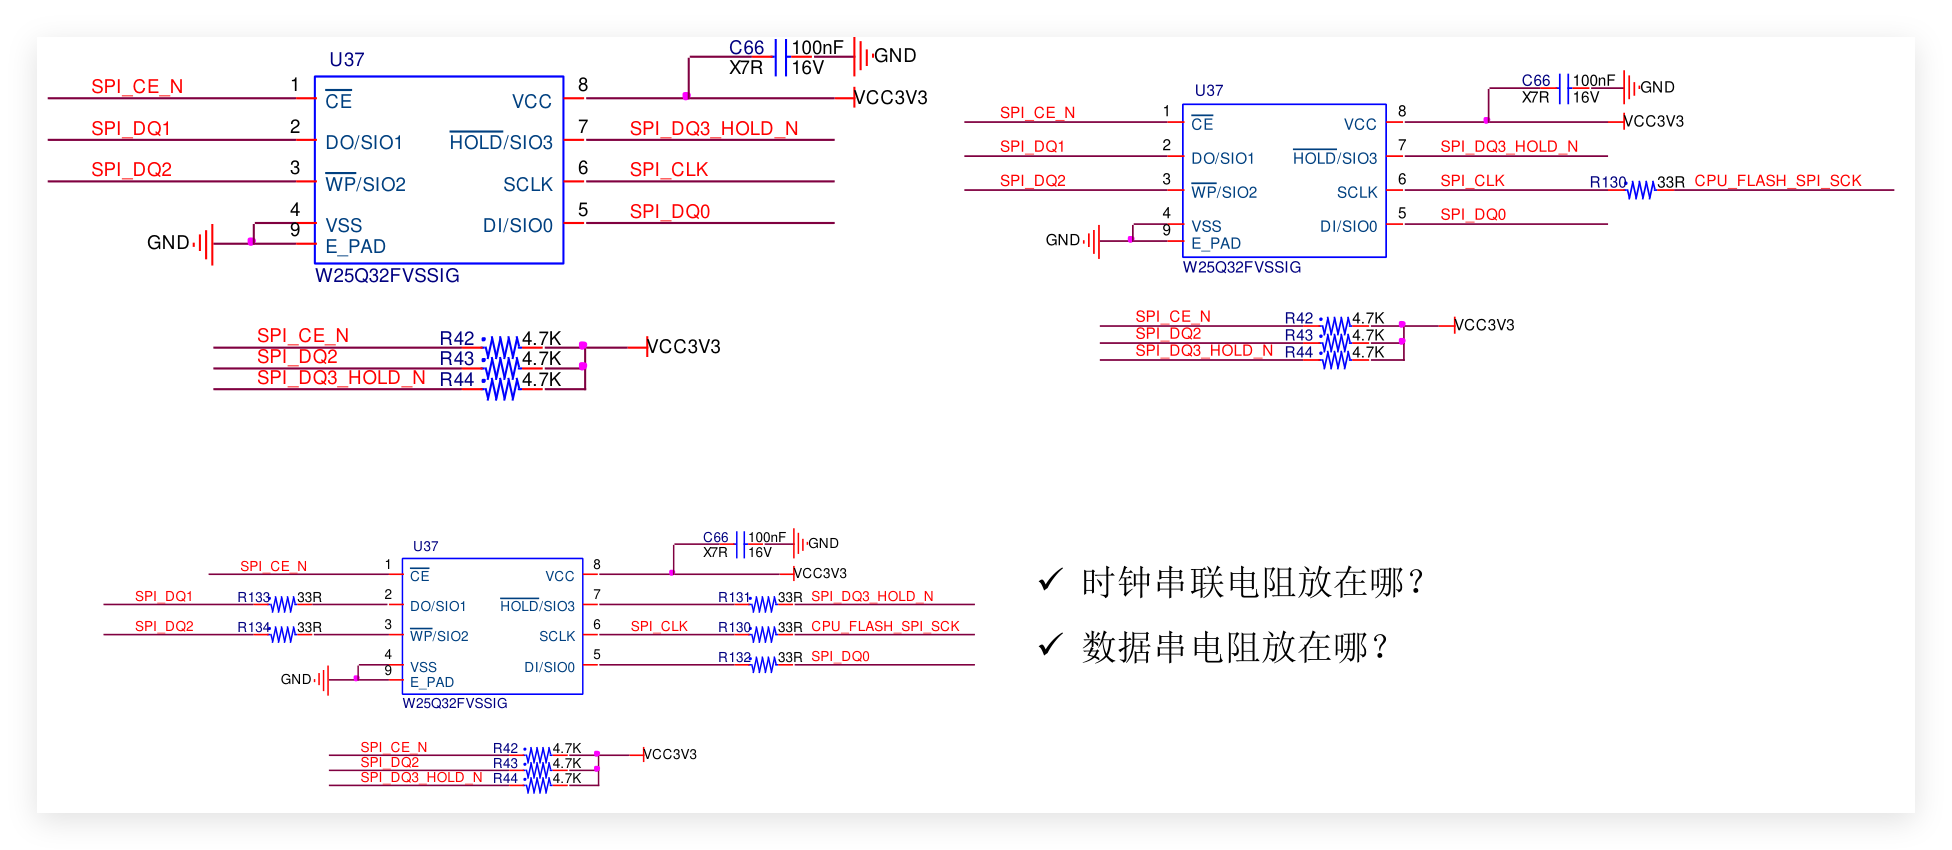 U37
C66 100nF GND
X7R 16V
SPI_CE_N 1 CE VCC 8 VCC3V3
SPI_DQ1 2 DO/SIO1 HOLD/SIO3 7 SPI_DQ3_HOLD_N
SPI_DQ2 3 WP/SIO2 SCLK 6 SPI_CLK
4 VSS DI/SIO0 5 SPI_DQ0
GND 9 E_PAD
W25Q32FVSSIG
SPI_CE_N R42 4.7K VCC3V3
SPI_DQ2 R43 4.7K
SPI_DQ3_HOLD_N R44 4.7K
U37
C66 100nF GND
X7R 16V
SPI_CE_N 1 CE VCC 8 VCC3V3
SPI_DQ1 2 DO/SIO1 HOLD/SIO3 7 SPI_DQ3_HOLD_N
SPI_DQ2 3 WP/SIO2 SCLK 6 SPI_CLK R130 33R CPU_FLASH_SPI_SCK
4 VSS DI/SIO0 5 SPI_DQ0
GND 9 E_PAD
W25Q32FVSSIG
SPI_CE_N R42 4.7K VCC3V3
SPI_DQ2 R43 4.7K
SPI_DQ3_HOLD_N R44 4.7K
U37
C66 100nF GND
X7R 16V
SPI_CE_N 1 CE VCC 8 VCC3V3
SPI_DQ1 R133 33R 2 DO/SIO1 HOLD/SIO3 7 R131 33R SPI_DQ3_HOLD_N
SPI_DQ2 R134 33R 3 WP/SIO2 SCLK 6 SPI_CLK R130 33R CPU_FLASH_SPI_SCK
4 VSS DI/SIO0 5 R132 33R SPI_DQ0
GND 9 E_PAD
W25Q32FVSSIG
SPI_CE_N R42 4.7K VCC3V3
SPI_DQ2 R43 4.7K
SPI_DQ3_HOLD_N R44 4.7K
✓ 时钟串联电阻放在哪?
✓ 数据串电阻放在哪?